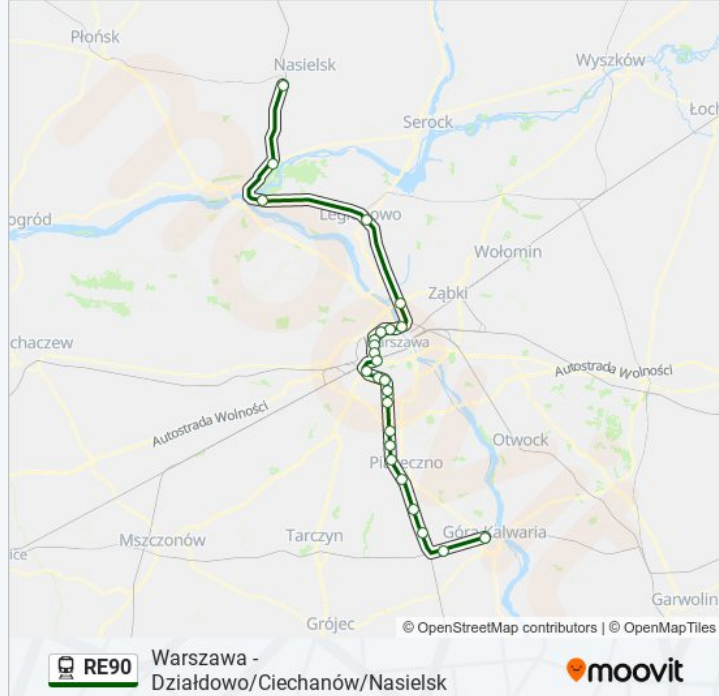 Płońsk
Nasielsk
Wyszków
Łoch
Serock
ogród
Legionowo
Wołomin
Ząbki
chaczew
Warszawa
Autostrada Wolności
Autostrada Wolności
Otwock
Piaseczno
Góra Kalwaria
Mszczonów
Tarczyn
ice
Garwolin
Grójec
© OpenStreetMap contributors | © OpenMapTiles
RE90
Warszawa -
Działdowo/Ciechanów/Nasielsk
moovit